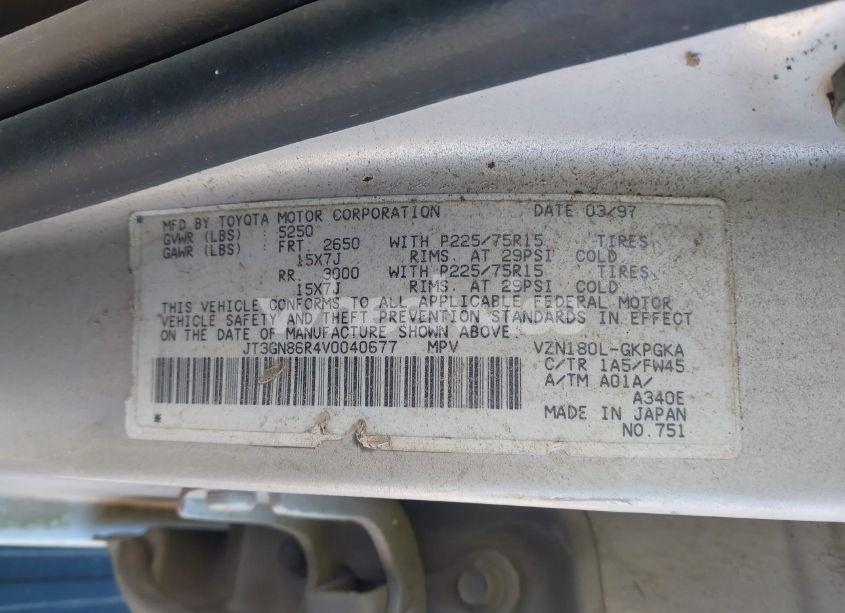 * MFD BY TOYOTA MOTOR CORPORATION DATE 03/97
GVWR (LBS) 5250
GAWR (LBS) FRT. 2650 WITH P225/75R15 TIRES
15X7J RIMS. AT 29PSI COLD
RR. 3000 WITH P225/75R15 TIRES
15X7J RIMS. AT 29PSI COLD
THIS VEHICLE CONFORMS TO ALL APPLICABLE FEDERAL MOTOR
VEHICLE SAFETY AND THEFT PREVENTION STANDARDS IN EFFECT
ON THE DATE OF MANUFACTURE SHOWN ABOVE.
JT3GN86R4V0040677 MPV VZN180L-GKPGKA
C/TR 1A5/FW45
A/TM A01A/
A340E
* MADE IN JAPAN
NO.751